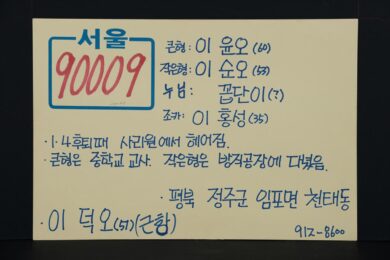 서울
90009
큰형: 이 윤오 (60)
작은형: 이 순오 (53)
누님: 꼽단이 (?)
조카: 이 홍성 (35)
· 1·4후퇴때 사리원에서 헤어짐.
· 큰형은 중학교 교사. 작은형은 방직공장에 다녔음.
· 평북 정주군 임포면 천태동
· 이 덕오 (57) (근황)
912-8600